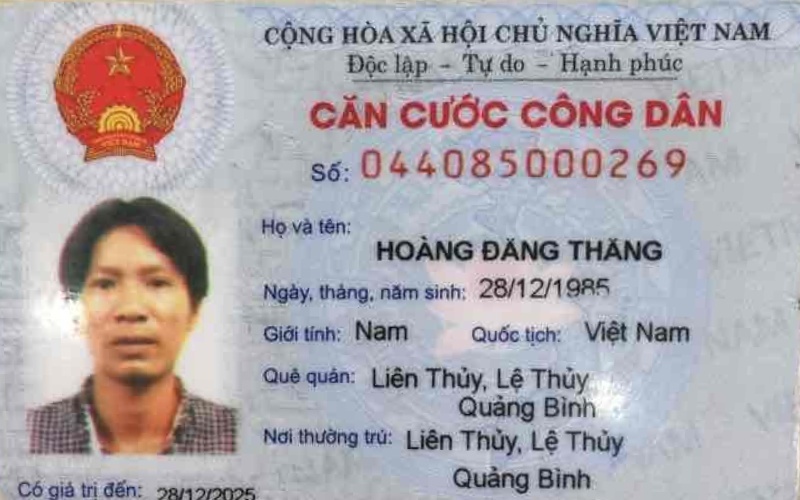 CỘNG HÒA XÃ HỘI CHỦ NGHĨA VIỆT NAM
Độc lập - Tự do - Hạnh phúc
CĂN CƯỚC CÔNG DÂN
Số: 044085000269
Họ và tên:
HOÀNG ĐĂNG THĂNG
Ngày, tháng, năm sinh: 28/12/1985
Giới tính: Nam Quốc tịch: Việt Nam
Quê quán: Liên Thủy, Lệ Thủy
Quảng Bình
Nơi thường trú: Liên Thủy, Lệ Thủy
Quảng Bình
Có giá trị đến: 28/12/2025